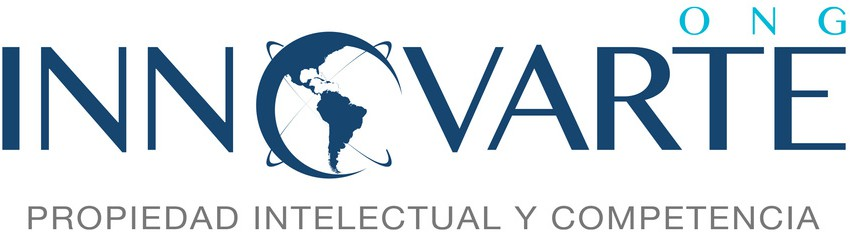 ONG
INNOVARTE
PROPIEDAD INTELECTUAL Y COMPETENCIA